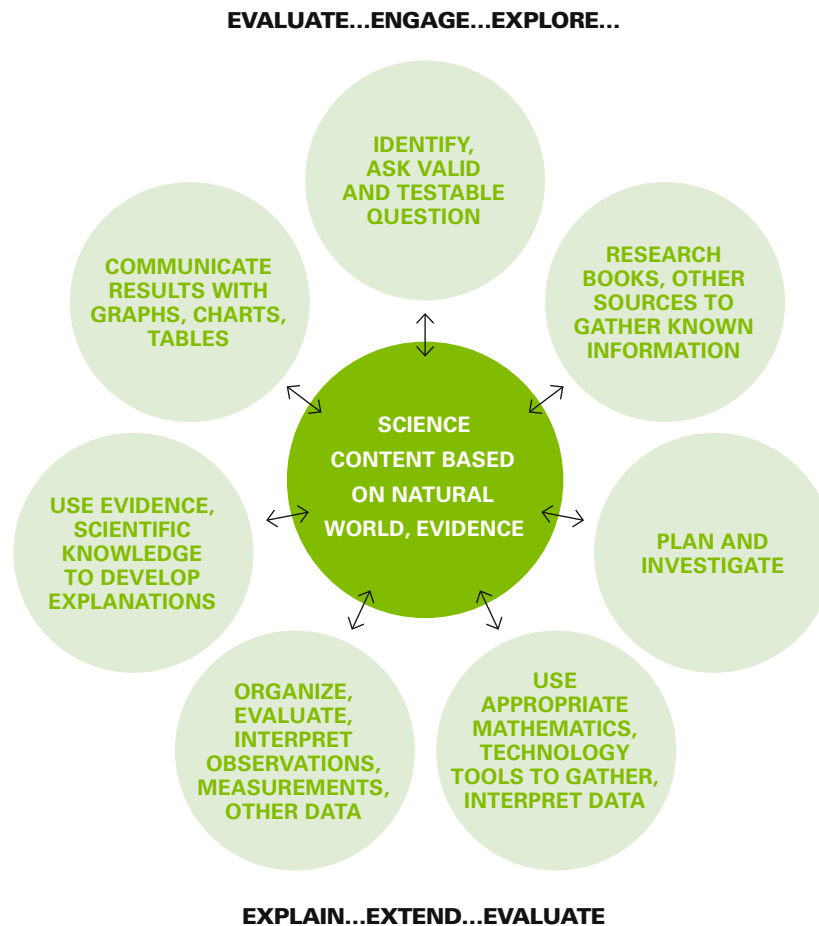 EVALUATE...ENGAGE...EXPLORE...
IDENTIFY,
ASK VALID
AND TESTABLE
QUESTION
RESEARCH
BOOKS, OTHER
SOURCES TO
GATHER KNOWN
INFORMATION
PLAN AND
INVESTIGATE
USE
APPROPRIATE
MATHEMATICS,
TECHNOLOGY
TOOLS TO GATHER,
INTERPRET DATA
ORGANIZE,
EVALUATE,
INTERPRET
OBSERVATIONS,
MEASUREMENTS,
OTHER DATA
USE EVIDENCE,
SCIENTIFIC
KNOWLEDGE
TO DEVELOP
EXPLANATIONS
COMMUNICATE
RESULTS WITH
GRAPHS, CHARTS,
TABLES
SCIENCE
CONTENT BASED
ON NATURAL
WORLD, EVIDENCE
EXPLAIN...EXTEND...EVALUATE